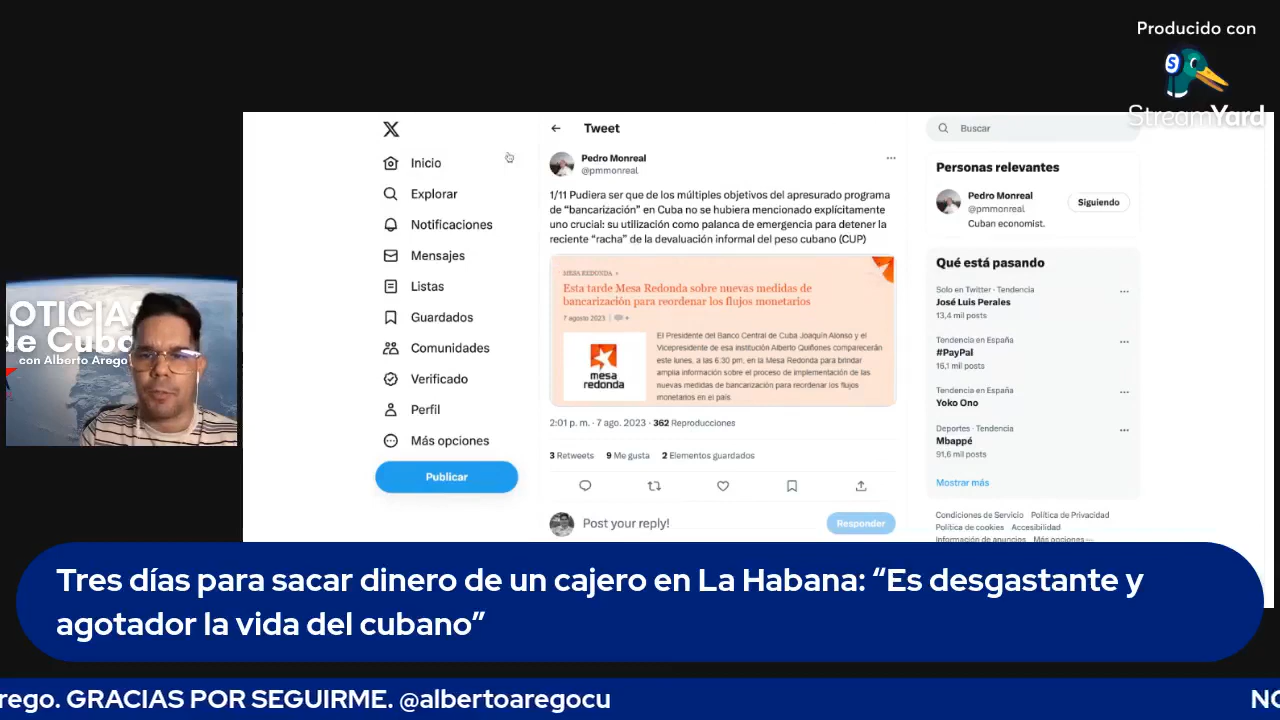 Producido con
StreamYard
OTICIA
de Cuba
con Alberto Arego
Inicio
Explorar
Notificaciones
Mensajes
Listas
Guardados
Comunidades
Verificado
Perfil
Más opciones
Publicar
Tweet
Pedro Monreal
@pmmonreal
1/11 Pudiera ser que de los múltiples objetivos del apresurado programa
de “bancarización” en Cuba no se hubiera mencionado explícitamente
uno crucial: su utilización como palanca de emergencia para detener la
reciente “racha” de la devaluación informal del peso cubano (CUP)
MESA REDONDA
Esta tarde Mesa Redonda sobre nuevas medidas de
bancarización para reordenar los flujos monetarios
7 agosto 2023
mesa
redonda
El Presidente del Banco Central de Cuba Joaquín Alonso y el
Vicepresidente de esa institución Alberto Quiñones comparecerán
este lunes, a las 6.30 pm, en la Mesa Redonda para brindar
amplia información sobre el proceso de implementación de las
nuevas medidas de bancarización para reordenar los flujos
monetarios en el país.
2:01 p. m. · 7 ago. 2023 · 362 Reproducciones
3 Retweets 9 Me gusta 2 Elementos guardados
Post your reply!
Responder
Buscar
Personas relevantes
Pedro Monreal
@pmmonreal
Siguiendo
Cuban economist.
Qué está pasando
Solo en Twitter · Tendencia
José Luis Perales
13,4 mil posts
Tendencia en España
#PayPal
16,1 mil posts
Tendencia en España
Yoko Ono
Deportes · Tendencia
Mbappé
91,6 mil posts
Mostrar más
Condiciones de Servicio Política de Privacidad
Política de cookies Accesibilidad
Información de anuncios Más opciones
Tres días para sacar dinero de un cajero en La Habana: “Es desgastante y
agotador la vida del cubano”
rego. GRACIAS POR SEGUIRME. @albertoaregocu NO